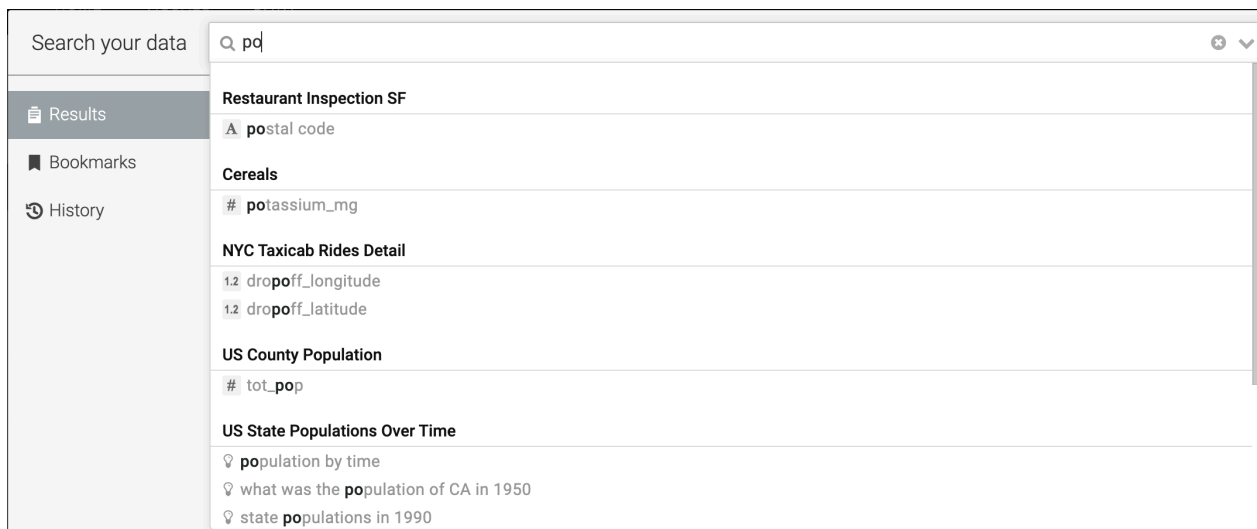 Search your data
po
Results
Bookmarks
History
Restaurant Inspection SF
A postal code
Cereals
# potassium_mg
NYC Taxicab Rides Detail
1.2 dropoff_longitude
1.2 dropoff_latitude
US County Population
# tot_pop
US State Populations Over Time
population by time
what was the population of CA in 1950
state populations in 1990